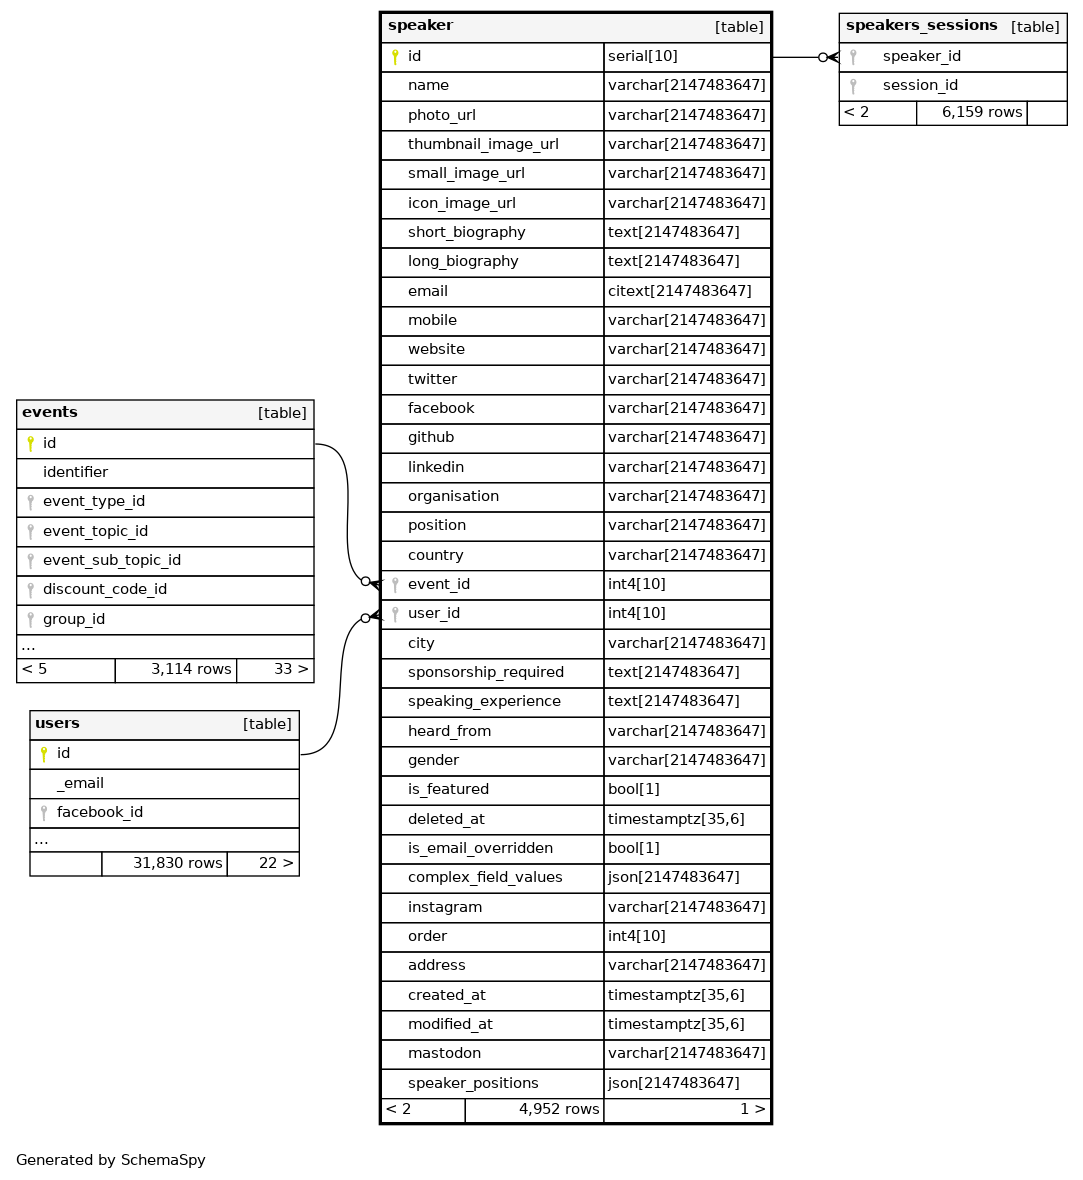 speaker [table]
id serial[10]
name varchar[2147483647]
photo_url varchar[2147483647]
thumbnail_image_url varchar[2147483647]
small_image_url varchar[2147483647]
icon_image_url varchar[2147483647]
short_biography text[2147483647]
long_biography text[2147483647]
email citext[2147483647]
mobile varchar[2147483647]
website varchar[2147483647]
twitter varchar[2147483647]
facebook varchar[2147483647]
github varchar[2147483647]
linkedin varchar[2147483647]
organisation varchar[2147483647]
position varchar[2147483647]
country varchar[2147483647]
event_id int4[10]
user_id int4[10]
city varchar[2147483647]
sponsorship_required text[2147483647]
speaking_experience text[2147483647]
heard_from varchar[2147483647]
gender varchar[2147483647]
is_featured bool[1]
deleted_at timestamptz[35,6]
is_email_overridden bool[1]
complex_field_values json[2147483647]
instagram varchar[2147483647]
order int4[10]
address varchar[2147483647]
created_at timestamptz[35,6]
modified_at timestamptz[35,6]
mastodon varchar[2147483647]
speaker_positions json[2147483647]
< 2 4,952 rows 1 >
speakers_sessions [table]
speaker_id
session_id
< 2 6,159 rows
events [table]
id
identifier
event_type_id
event_topic_id
event_sub_topic_id
discount_code_id
group_id
...
< 5 3,114 rows 33 >
users [table]
id
_email
facebook_id
...
31,830 rows 22 >
Generated by SchemaSpy